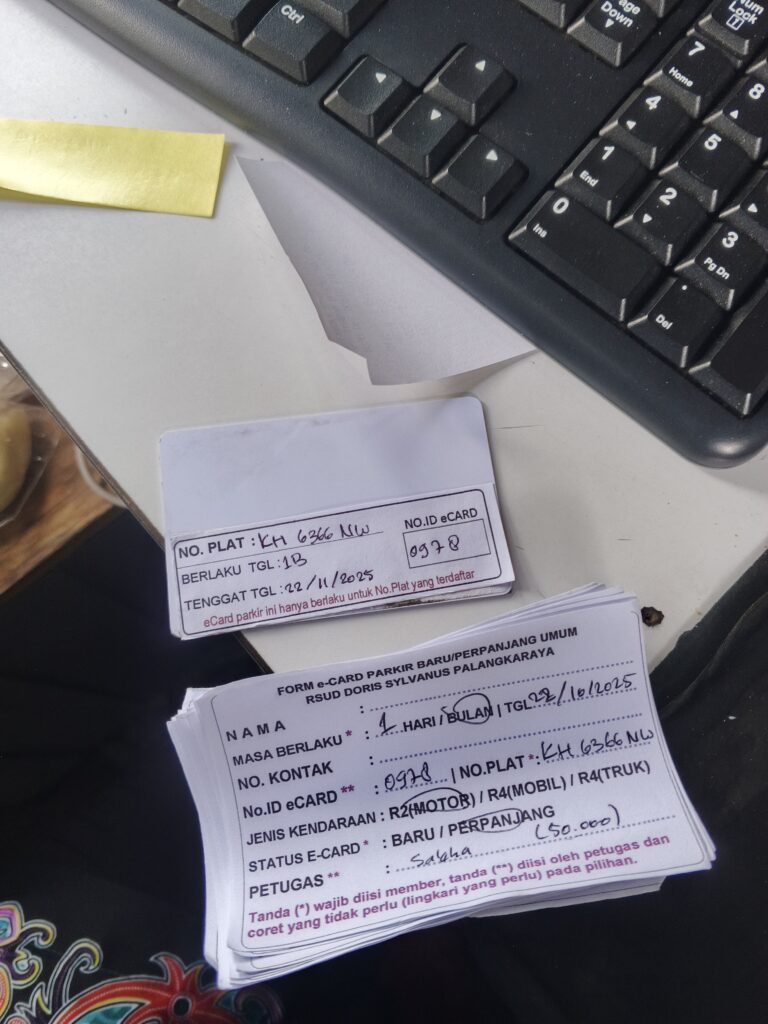 Ctrl
Page Down
Num Lock
7 Home
8
4
5
1 End
2
3 Pg Dn
0 Ins
. Del
NO. PLAT : KH 6366 NW
NO.ID eCARD
BERLAKU TGL : 1B
0978
TENGGAT TGL : 22/11/2025
eCard parkir ini hanya berlaku untuk No.Plat yang terdaftar
FORM e-CARD PARKIR BARU/PERPANJANG UMUM
RSUD DORIS SYLVANUS PALANGKARAYA
N A M A :
MASA BERLAKU * : 1 HARI / BULAN | TGL 22/10/2025
NO. KONTAK :
No.ID eCARD ** : 0978 | NO.PLAT * : KH 6366 NW
JENIS KENDARAAN : R2(MOTOR) / R4(MOBIL) / R4(TRUK)
STATUS E-CARD * : BARU / PERPANJANG
PETUGAS ** : (50.000)
Tanda (*) wajib diisi member, tanda (**) diisi oleh petugas dan
coret yang tidak perlu (lingkari yang perlu) pada pilihan.